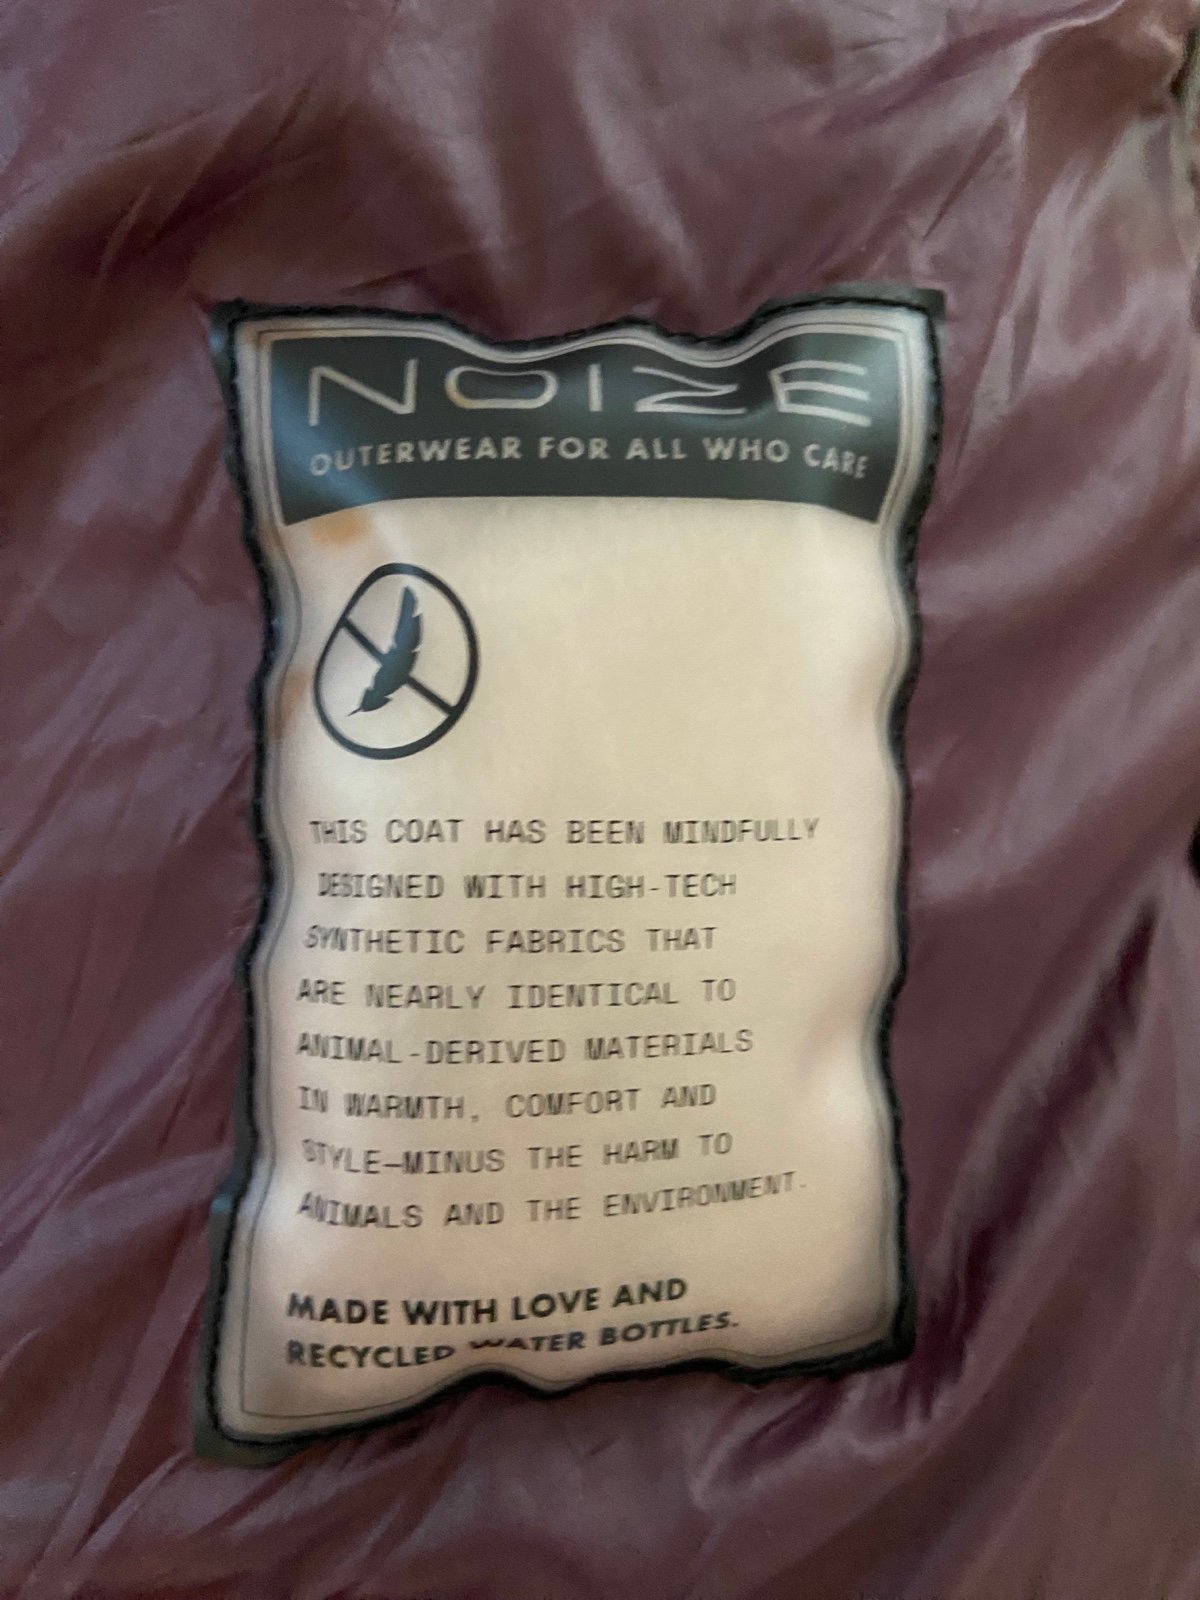 NOIZE
OUTERWEAR FOR ALL WHO CARE
THIS COAT HAS BEEN MINDFULLY
DESIGNED WITH HIGH-TECH
SYNTHETIC FABRICS THAT
ARE NEARLY IDENTICAL TO
ANIMAL-DERIVED MATERIALS
IN WARMTH, COMFORT AND
STYLE—MINUS THE HARM TO
ANIMALS AND THE ENVIRONMENT.
MADE WITH LOVE AND
RECYCLED WATER BOTTLES.